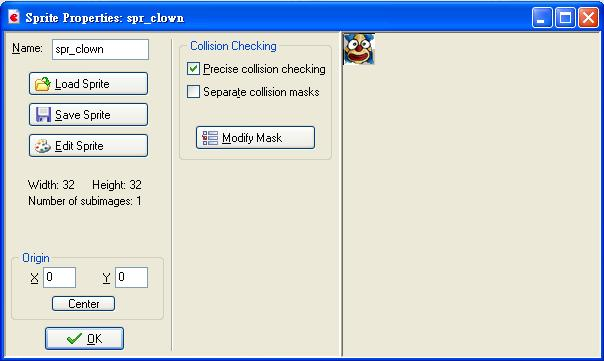 Sprite Properties: spr_clown
Name: spr_clown
Load Sprite
Save Sprite
Edit Sprite
Width: 32 Height: 32
Number of subimages: 1
Origin
X 0 Y 0
Center
OK
Collision Checking
Precise collision checking
Separate collision masks
Modify Mask